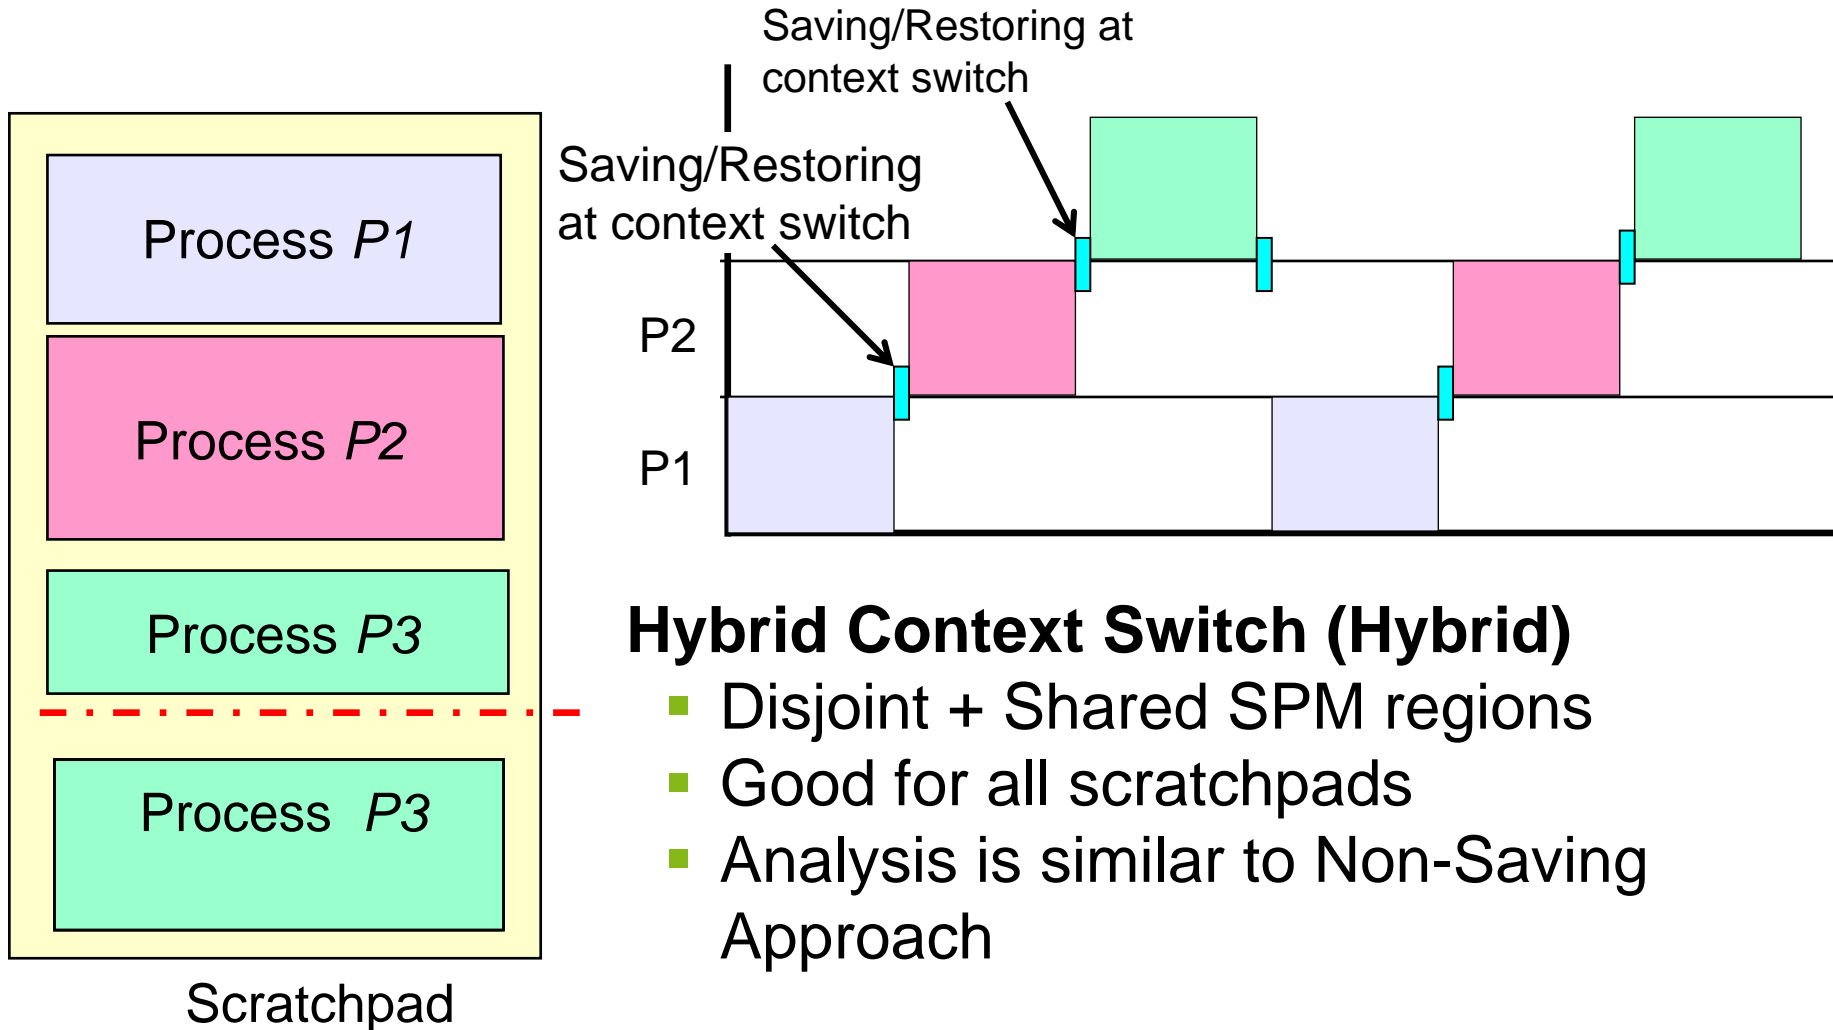 Saving/Restoring at
context switch
Saving/Restoring
at context switch
Process P1
Process P2
Process P3
Process P3
Scratchpad
P2
P1
Hybrid Context Switch (Hybrid)
Disjoint + Shared SPM regions
Good for all scratchpads
Analysis is similar to Non-Saving
Approach